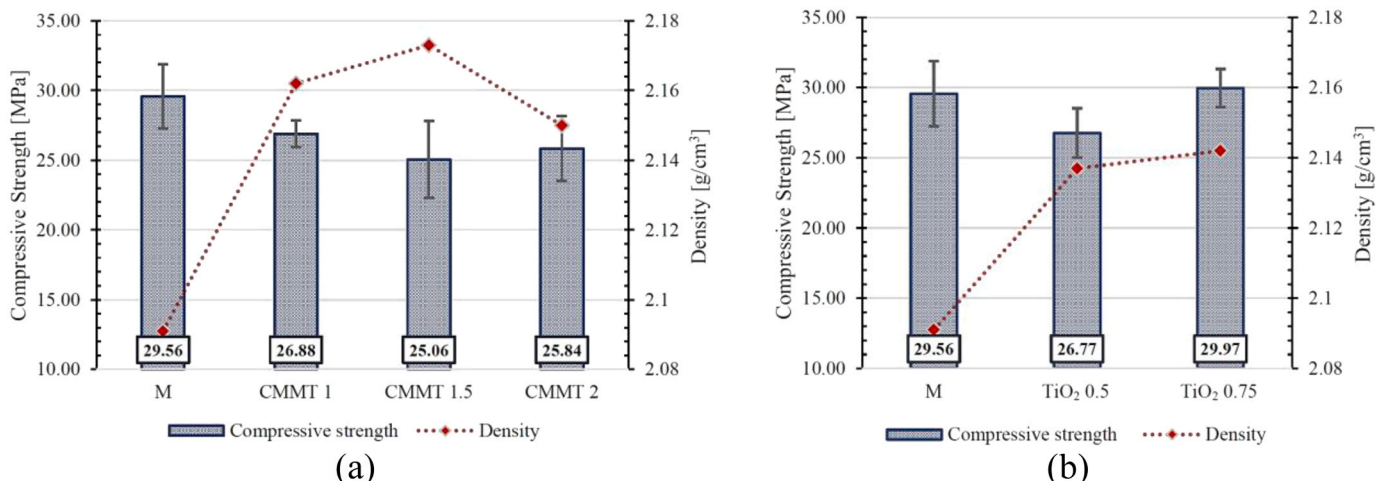 35.00
30.00
25.00
20.00
15.00
10.00
Compressive Strength [MPa]
2.18
2.16
2.14
2.12
2.1
2.08
Density [g/cm³]
29.56
26.88
25.06
25.84
M
CMMT 1
CMMT 1.5
CMMT 2
Compressive strength
Density
(a)
35.00
30.00
25.00
20.00
15.00
10.00
Compressive Strength [MPa]
2.18
2.16
2.14
2.12
2.1
2.08
Density [g/cm³]
29.56
26.77
29.97
M
TiO₂ 0.5
TiO₂ 0.75
Compressive strength
Density
(b)